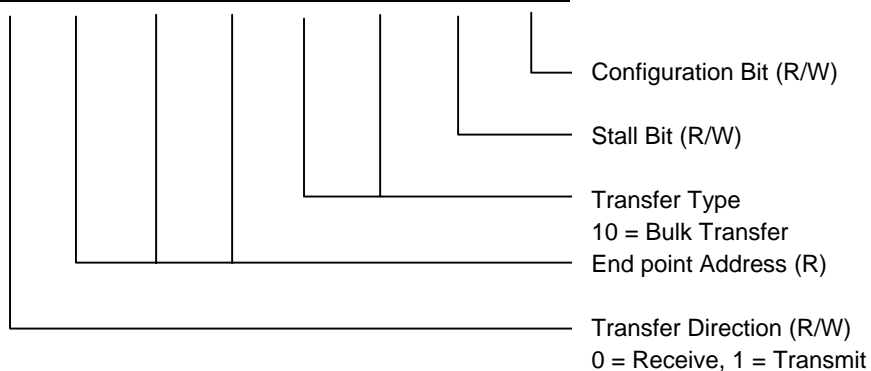 Configuration Bit (R/W)
Stall Bit (R/W)
Transfer Type
10 = Bulk Transfer
End point Address (R)
Transfer Direction (R/W)
0 = Receive, 1 = Transmit